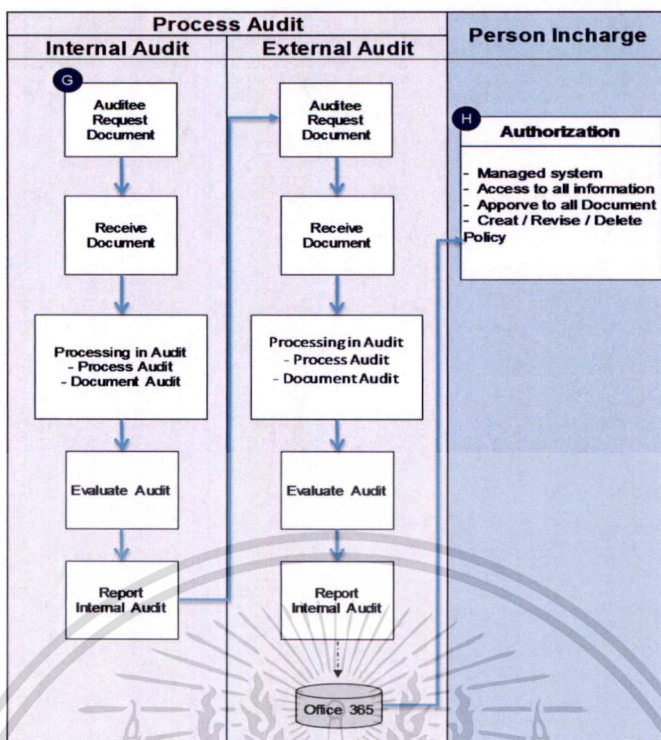 Process Audit
Internal Audit
External Audit
Person Incharge
G
Auditee
Request
Document
Receive
Document
Processing in Audit
- Process Audit
- Document Audit
Evaluate Audit
Report
Internal Audit
Auditee
Request
Document
Receive
Document
Processing in Audit
- Process Audit
- Document Audit
Evaluate Audit
Report
Internal Audit
Office 365
H
Authorization
- Managed system
- Access to all information
- Apporve to all Document
- Creat / Revise / Delete
Policy